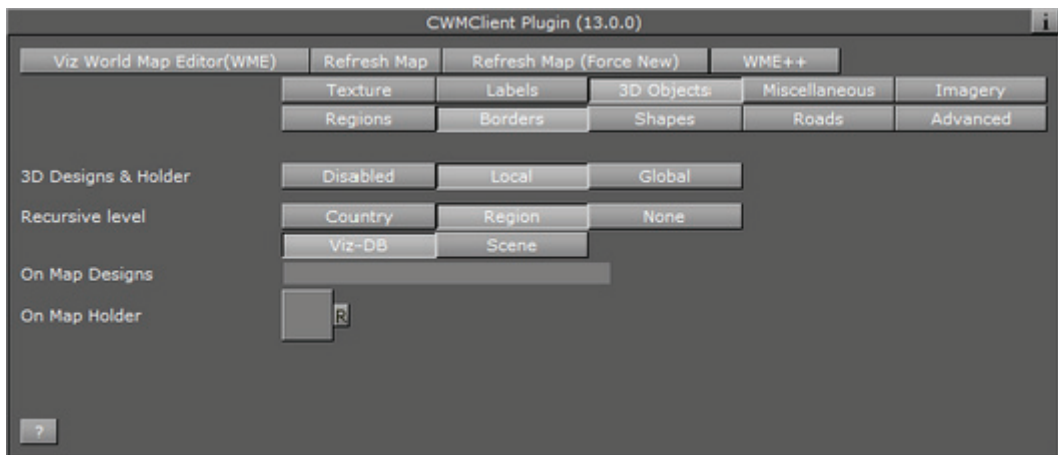 CWMClient Plugin (13.0.0) i
Viz World Map Editor(WME) Refresh Map Refresh Map (Force New) WME++
Texture Labels 3D Objects Miscellaneous Imagery
Regions Borders Shapes Roads Advanced
3D Designs & Holder Disabled Local Global
Recursive level Country Region None
Viz-DB Scene
On Map Designs
On Map Holder R
?